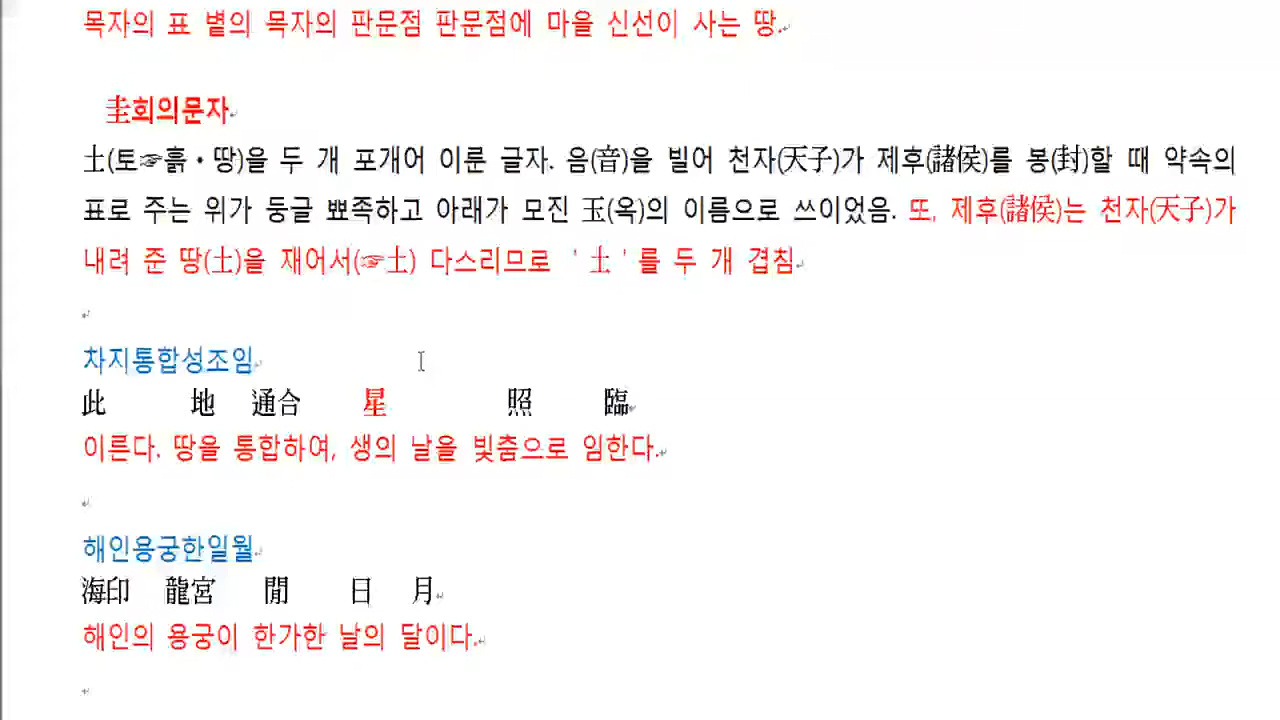 목자의 표 볕의 목자의 판문점 판문점에 마을 신선이 사는 땅.
圭회의문자
土(토☞흙・땅)을 두 개 포개어 이룬 글자. 음(音)을 빌어 천자(天子)가 제후(諸侯)를 봉(封)할 때 약속의
표로 주는 위가 둥글 뾰족하고 아래가 모진 玉(옥)의 이름으로 쓰이었음. 또, 제후(諸侯)는 천자(天子)가
내려 준 땅(土)을 재어서(☞土) 다스리므로 '土'를 두 개 겹침
차지통합성조임
此 地 通合 星 照 臨
이른다. 땅을 통합하여, 생의 날을 빛춤으로 임한다.
해인용궁한일월
海印 龍宮 閒 日 月
해인의 용궁이 한가한 날의 달이다.